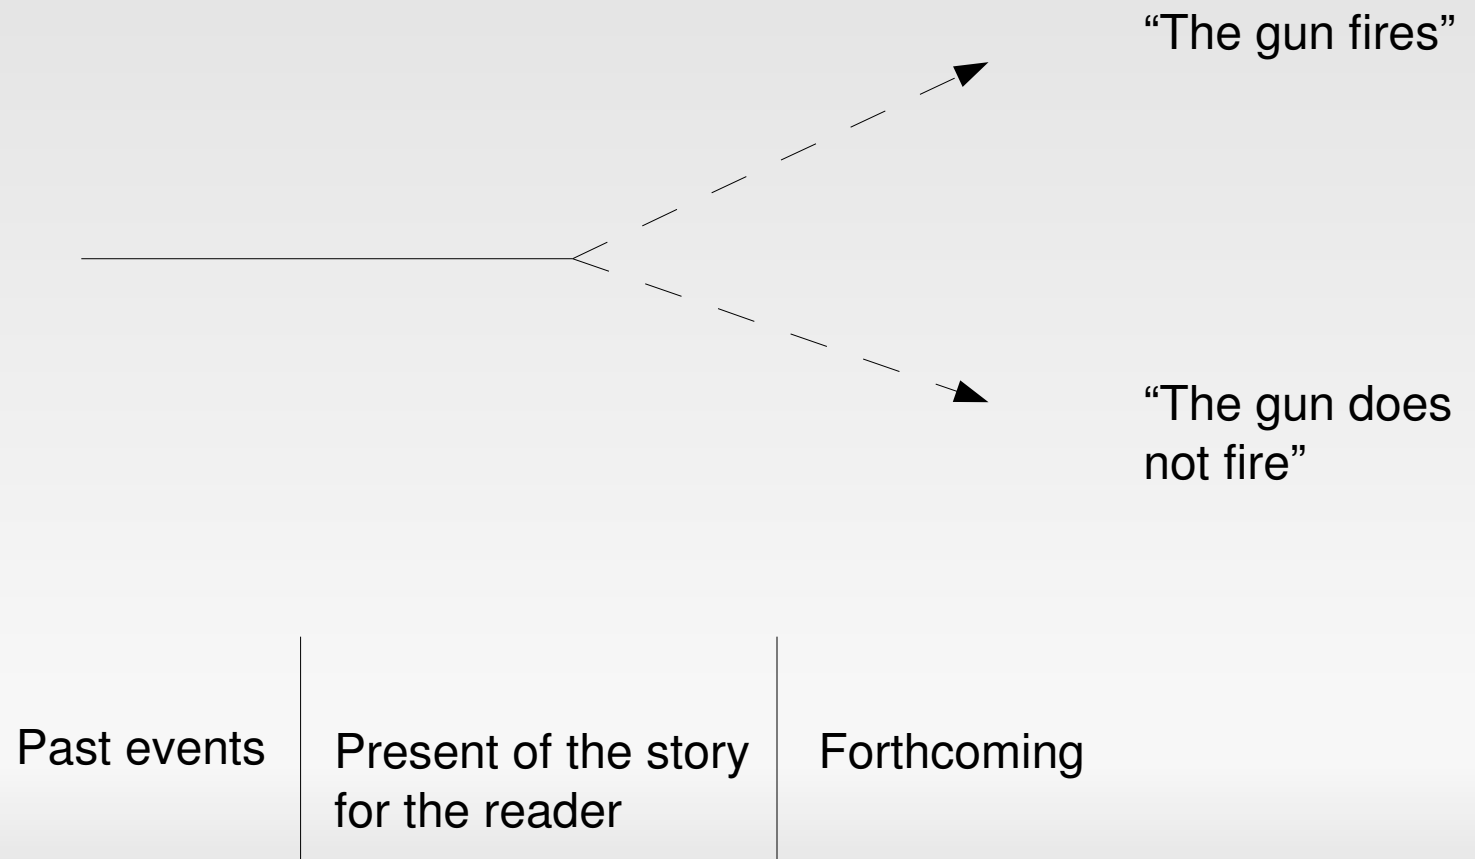 “The gun fires”
“The gun does
not fire”
Past events
Present of the story
for the reader
Forthcoming